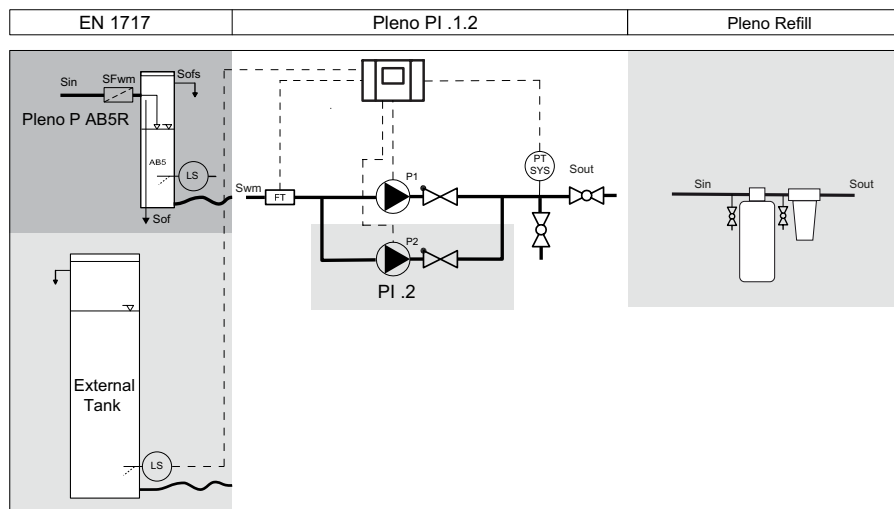 EN 1717
Pleno PI .1.2
Pleno Refill
Sin
SFwm
Sofs
Pleno P AB5R
AB5
LS
Sof
Swm
FT
P1
PT
SYS
Sout
P2
PI .2
Sin
Sout
External
Tank
LS